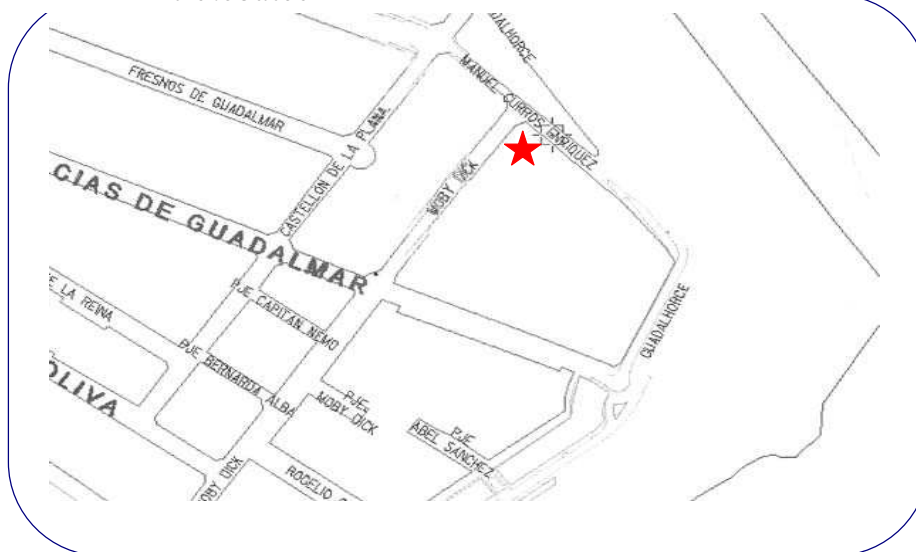 GUADALHORCE
MANUEL CURROS ENRIQUEZ
FRESNOS DE GUADALMAR
CASTELLON DE LA PLANA
MOBY DICK
CIAS DE GUADALMAR
PJE CAPITAN NEMO
DE LA REINA
GUADALHORCE
PJE BERNARDA ALBA
OLIVA
PJE
MOBY DICK
PJE
ABEL SANCHEZ
MOBY DICK
ROGELIO